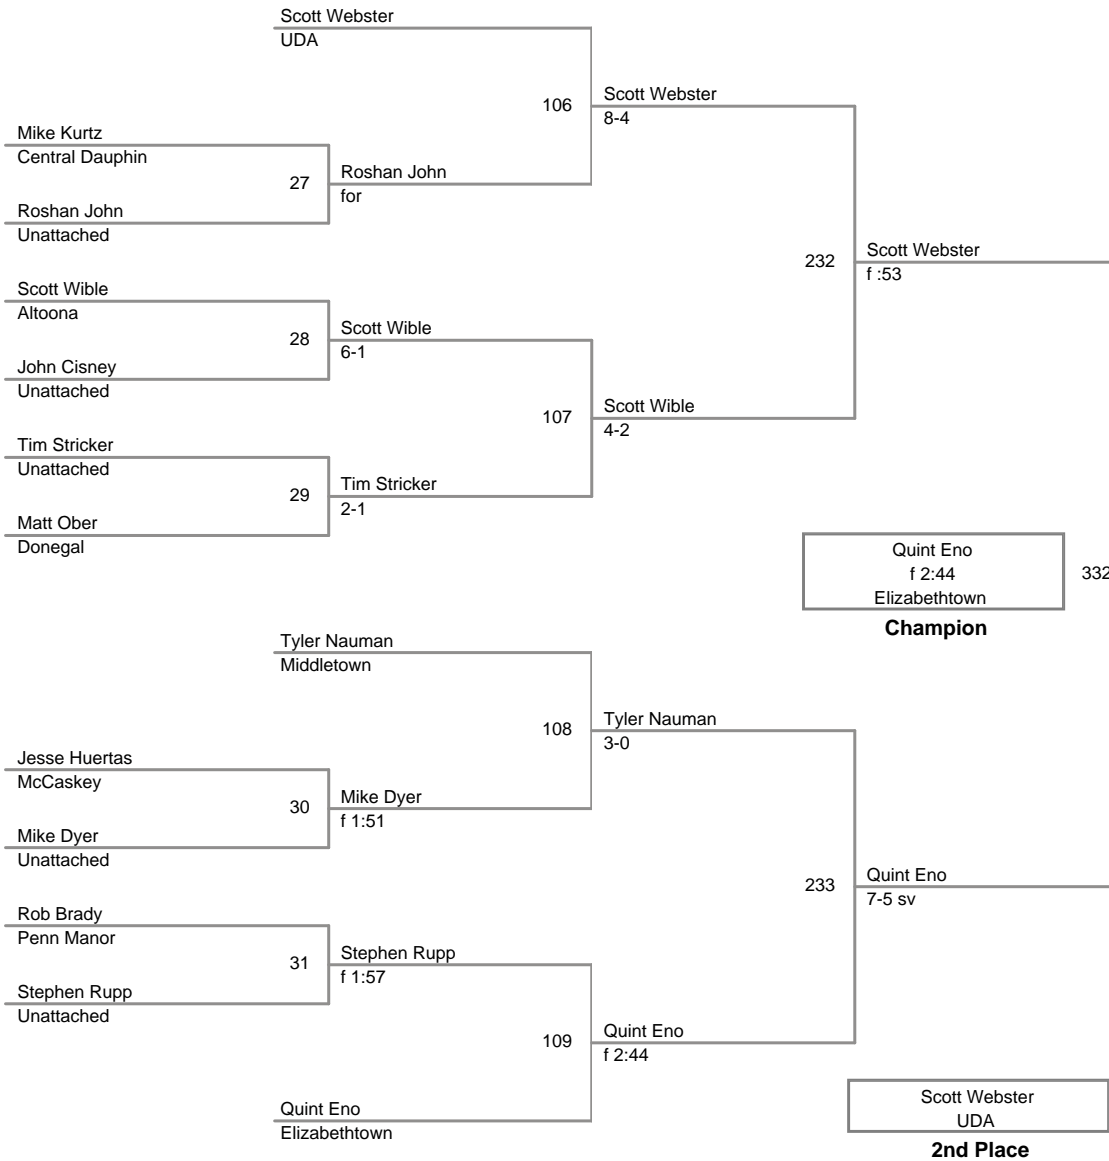 Scott Webster
UDA
106
Scott Webster
8-4
Mike Kurtz
Central Dauphin
27
Roshan John
for
Roshan John
Unattached
232
Scott Webster
f :53
Scott Wible
Altoona
28
Scott Wible
6-1
John Cisney
Unattached
107
Scott Wible
4-2
Tim Stricker
Unattached
29
Tim Stricker
2-1
Matt Ober
Donegal
Quint Eno
f 2:44
Elizabethtown
332
Champion
Tyler Nauman
Middletown
108
Tyler Nauman
3-0
Jesse Huertas
McCaskey
30
Mike Dyer
f 1:51
Mike Dyer
Unattached
233
Quint Eno
7-5 sv
Rob Brady
Penn Manor
31
Stephen Rupp
f 1:57
Stephen Rupp
Unattached
109
Quint Eno
f 2:44
Quint Eno
Elizabethtown
Scott Webster
UDA
2nd Place